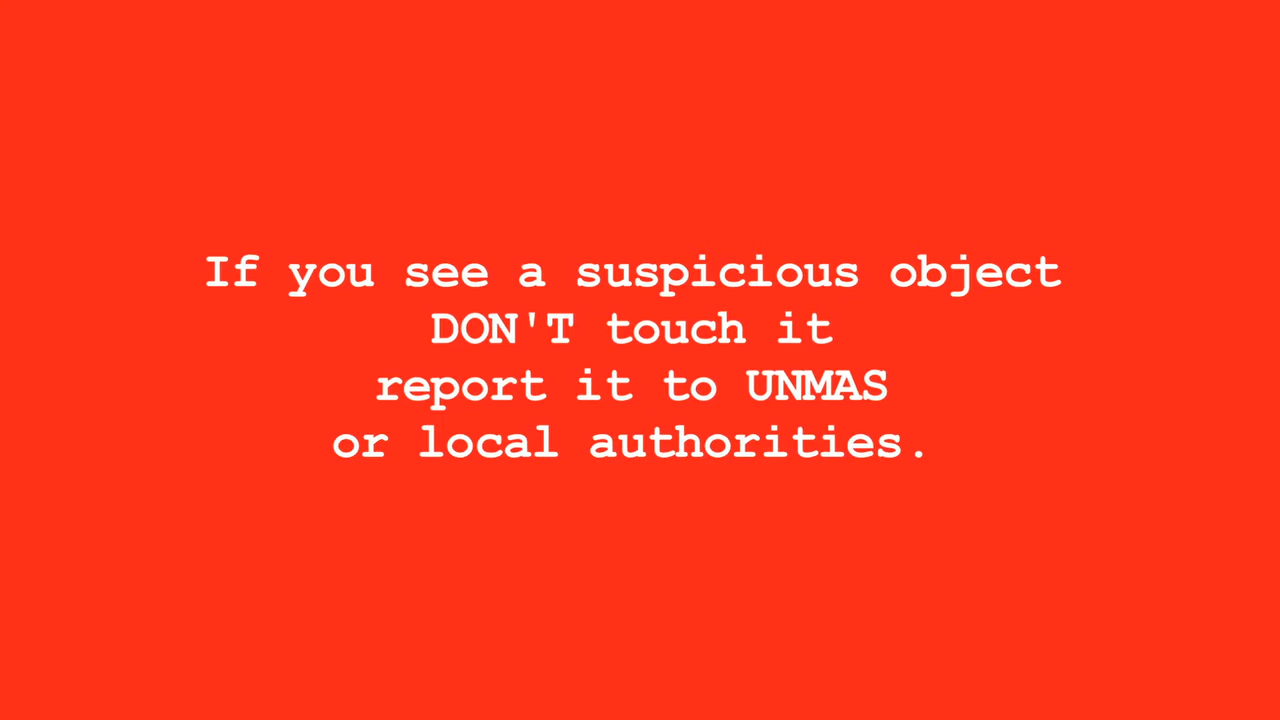 If you see a suspicious object
DON'T touch it
report it to UNMAS
or local authorities.